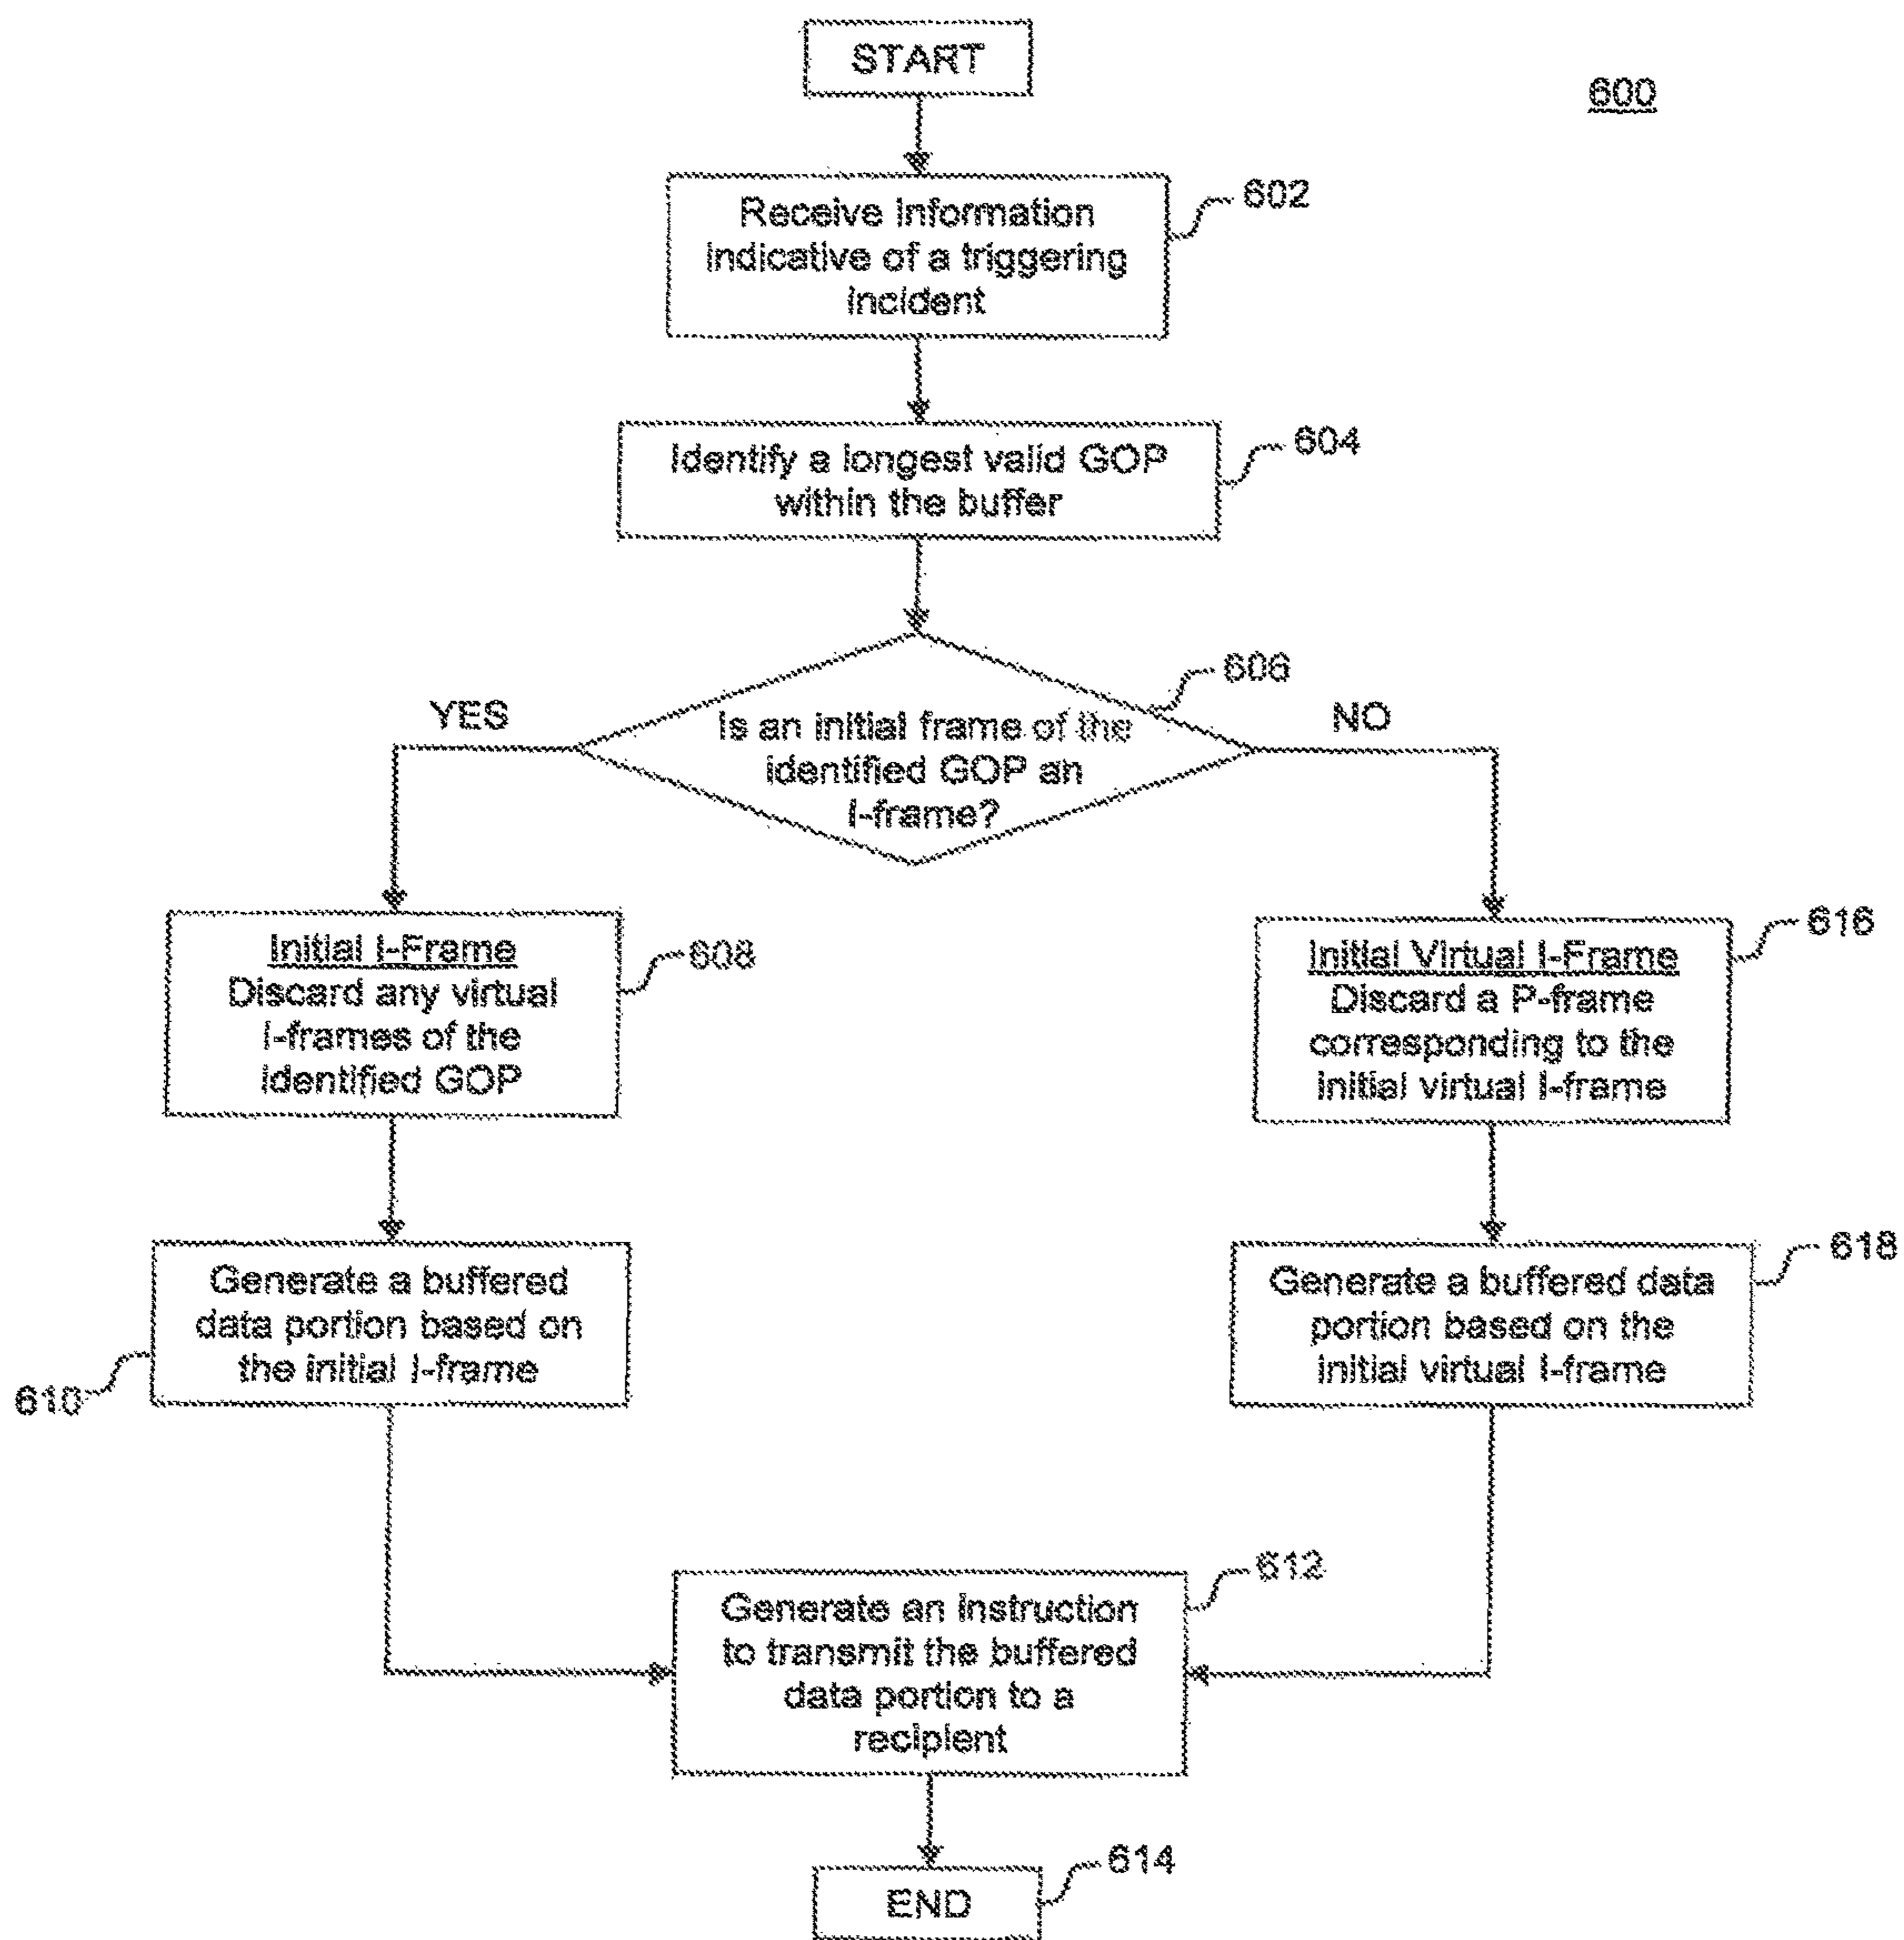 START
600
Receive Information
indicative of a triggering
incident
602
Identify a longest valid GOP
within the buffer
604
606
YES
NO
Is an initial frame of the
identified GOP an
I-frame?
Initial I-Frame
Discard any virtual
I-frames of the
identified GOP
608
Initial Virtual I-Frame
Discard a P-frame
corresponding to the
initial virtual I-frame
616
Generate a buffered
data portion based on
the initial I-frame
610
Generate a buffered data
portion based on the
initial virtual I-frame
618
Generate an instruction
to transmit the buffered
data portion to a
recipient
612
END
614